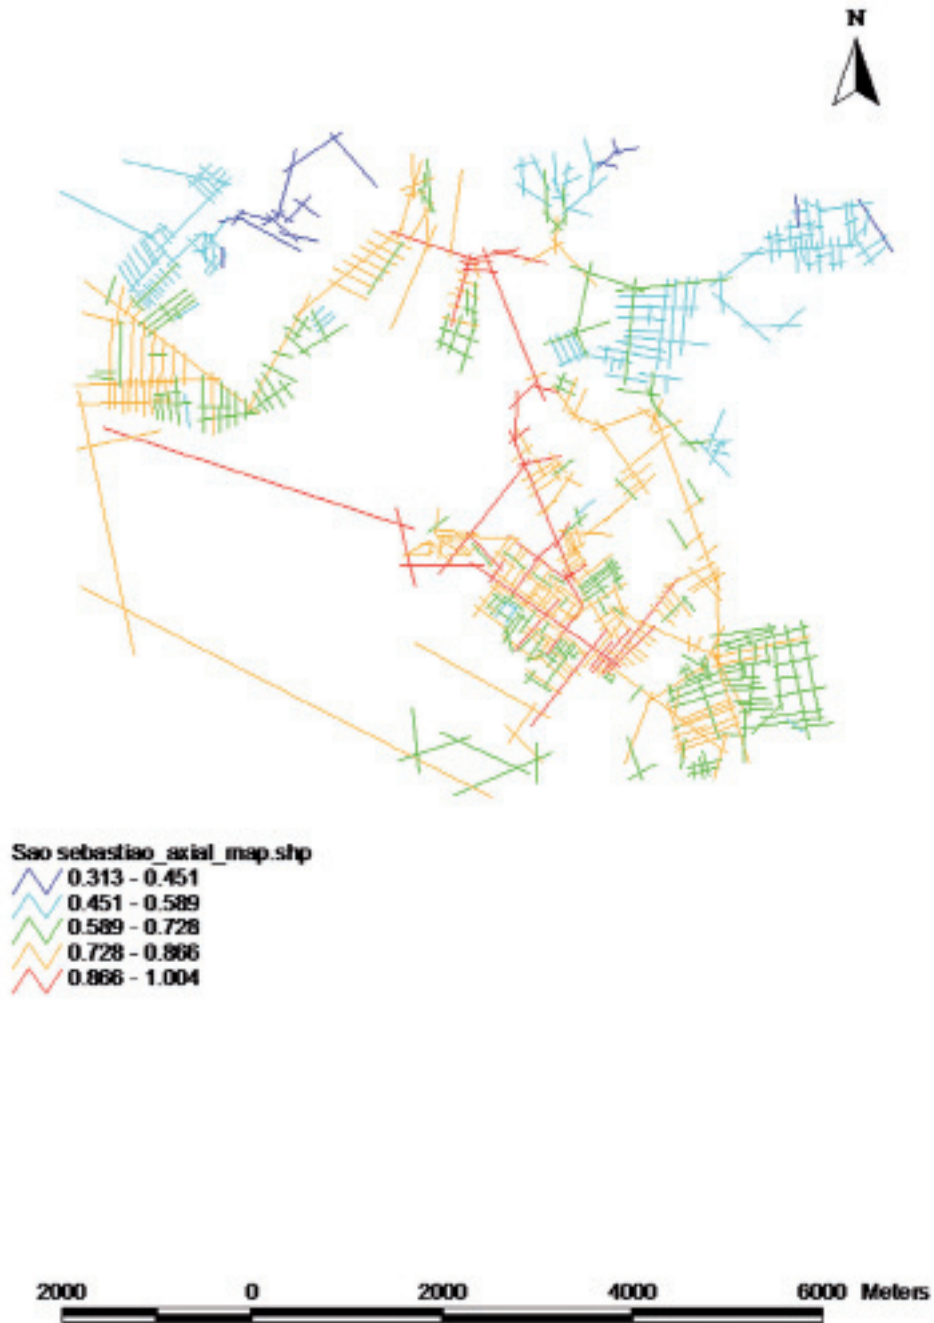 N
Sao sebastiao_axial_map.shp
0.313 - 0.451
0.451 - 0.589
0.589 - 0.728
0.728 - 0.866
0.866 - 1.004
2000 0 2000 4000 6000 Meters